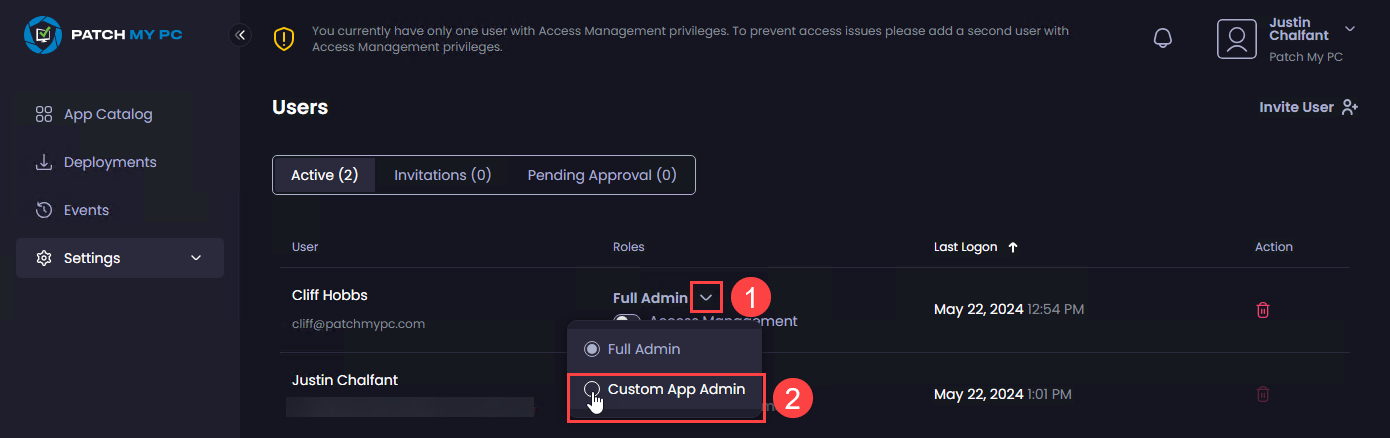 PATCH MY PC
You currently have only one user with Access Management privileges. To prevent access issues please add a second user with
Access Management privileges.
Justin
Chalfant
Patch My PC
App Catalog
Deployments
Events
Settings
Users
Invite User
Active (2)
Invitations (0)
Pending Approval (0)
User
Roles
Last Logon
Action
Cliff Hobbs
cliff@patchmypc.com
Full Admin
1
Access Management
May 22, 2024 12:54 PM
Full Admin
Custom App Admin
2
Justin Chalfant
May 22, 2024 1:01 PM